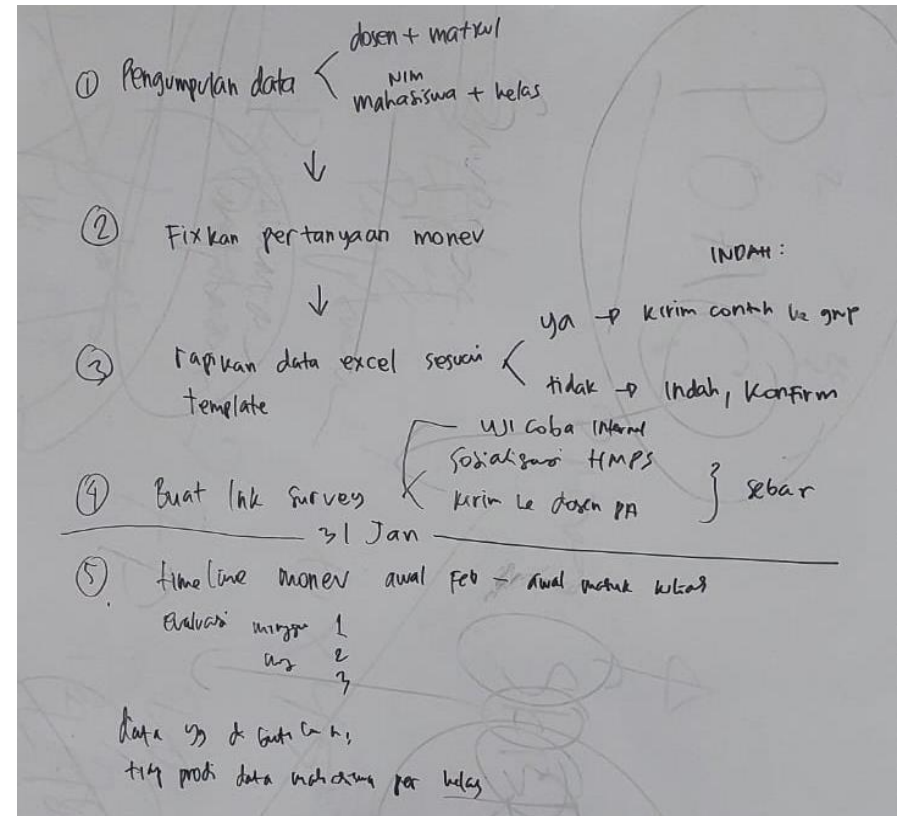 dosen + matkul
① Pengumpulan data
NIM
mahasiswa + kelas
↓
② Fixkan pertanyaan monev
INDAH :
↓
ya → kirim contoh ke grup
③ rapikan data excel sesuai
tidak → Indah, Konfirm
template
Uji Coba Internal
Sosialisasi HMPS
④ Buat link survey
kirim ke dosen PA
sebar
31 Jan
⑤ timeline monev awal Feb - awal masuk kelas
Evaluasi minggu 1
2
3
data yg
tiap prodi data mahasiswa per kelas